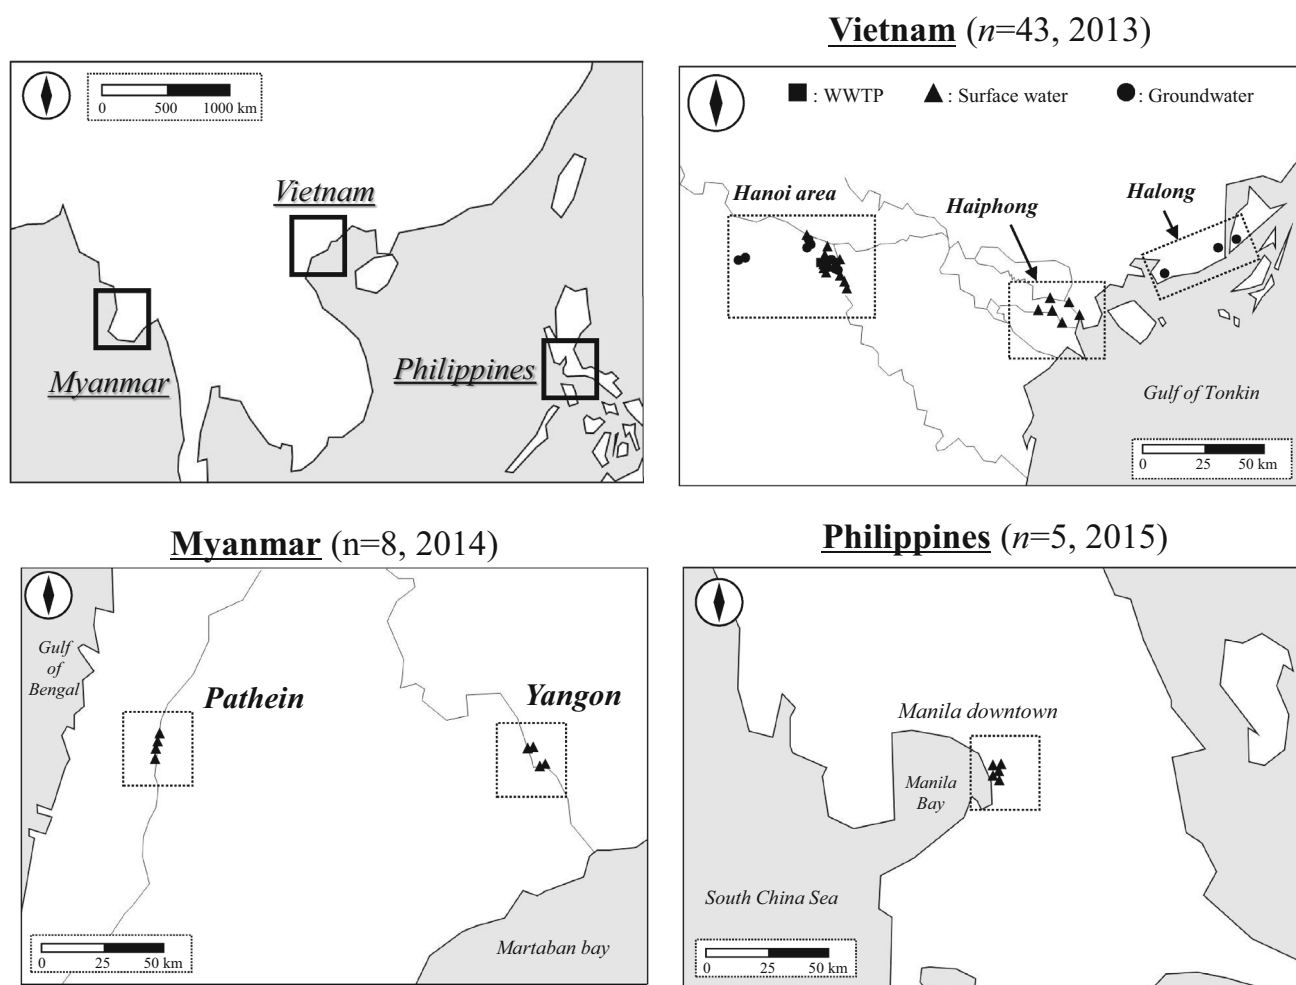 Vietnam (n=43, 2013)
0 500 1000 km
Vietnam
Myanmar
Philippines
: WWTP : Surface water : Groundwater
Hanoi area
Haiphong
Halong
Gulf of Tonkin
0 25 50 km
Myanmar (n=8, 2014)
Gulf
of
Bengal
Pathein
Yangon
Martaban bay
0 25 50 km
Philippines (n=5, 2015)
Manila downtown
Manila
Bay
South China Sea
0 25 50 km